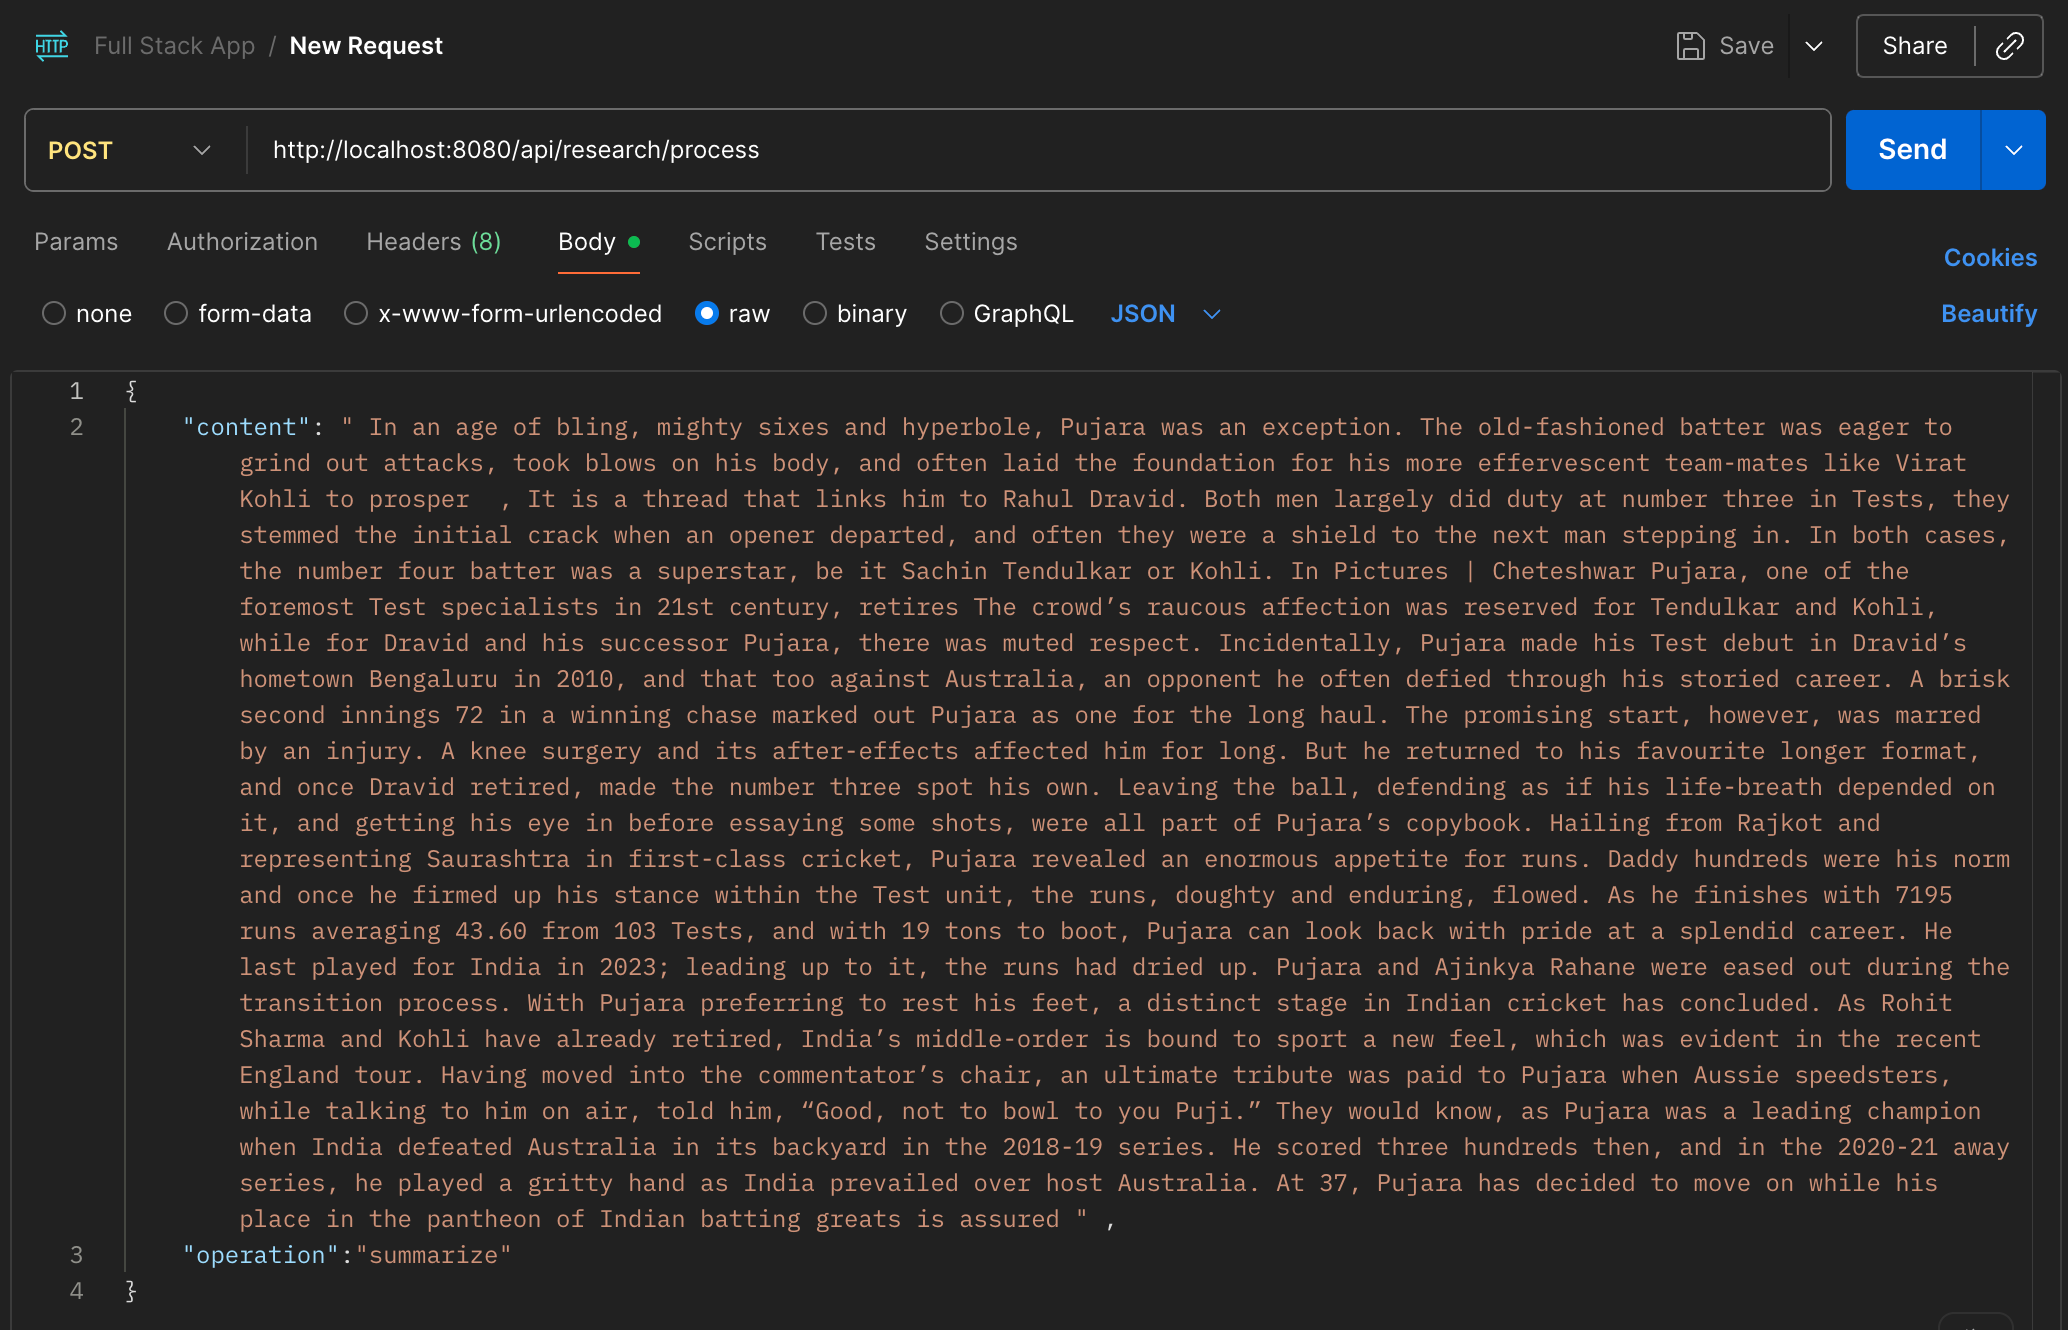 HTTP Full Stack App / New Request Save Share
POST http://localhost:8080/api/research/process Send
Params Authorization Headers (8) Body Scripts Tests Settings Cookies
none form-data x-www-form-urlencoded raw binary GraphQL JSON Beautify
1 {
2 "content": " In an age of bling, mighty sixes and hyperbole, Pujara was an exception. The old-fashioned batter was eager to
grind out attacks, took blows on his body, and often laid the foundation for his more effervescent team-mates like Virat
Kohli to prosper  , It is a thread that links him to Rahul Dravid. Both men largely did duty at number three in Tests, they
stemmed the initial crack when an opener departed, and often they were a shield to the next man stepping in. In both cases,
the number four batter was a superstar, be it Sachin Tendulkar or Kohli. In Pictures | Cheteshwar Pujara, one of the
foremost Test specialists in 21st century, retires The crowd’s raucous affection was reserved for Tendulkar and Kohli,
while for Dravid and his successor Pujara, there was muted respect. Incidentally, Pujara made his Test debut in Dravid’s
hometown Bengaluru in 2010, and that too against Australia, an opponent he often defied through his storied career. A brisk
second innings 72 in a winning chase marked out Pujara as one for the long haul. The promising start, however, was marred
by an injury. A knee surgery and its after-effects affected him for long. But he returned to his favourite longer format,
and once Dravid retired, made the number three spot his own. Leaving the ball, defending as if his life-breath depended on
it, and getting his eye in before essaying some shots, were all part of Pujara’s copybook. Hailing from Rajkot and
representing Saurashtra in first-class cricket, Pujara revealed an enormous appetite for runs. Daddy hundreds were his norm
and once he firmed up his stance within the Test unit, the runs, doughty and enduring, flowed. As he finishes with 7195
runs averaging 43.60 from 103 Tests, and with 19 tons to boot, Pujara can look back with pride at a splendid career. He
last played for India in 2023; leading up to it, the runs had dried up. Pujara and Ajinkya Rahane were eased out during the
transition process. With Pujara preferring to rest his feet, a distinct stage in Indian cricket has concluded. As Rohit
Sharma and Kohli have already retired, India’s middle-order is bound to sport a new feel, which was evident in the recent
England tour. Having moved into the commentator’s chair, an ultimate tribute was paid to Pujara when Aussie speedsters,
while talking to him on air, told him, “Good, not to bowl to you Puji.” They would know, as Pujara was a leading champion
when India defeated Australia in its backyard in the 2018-19 series. He scored three hundreds then, and in the 2020-21 away
series, he played a gritty hand as India prevailed over host Australia. At 37, Pujara has decided to move on while his
place in the pantheon of Indian batting greats is assured " ,
3 "operation":"summarize"
4 }